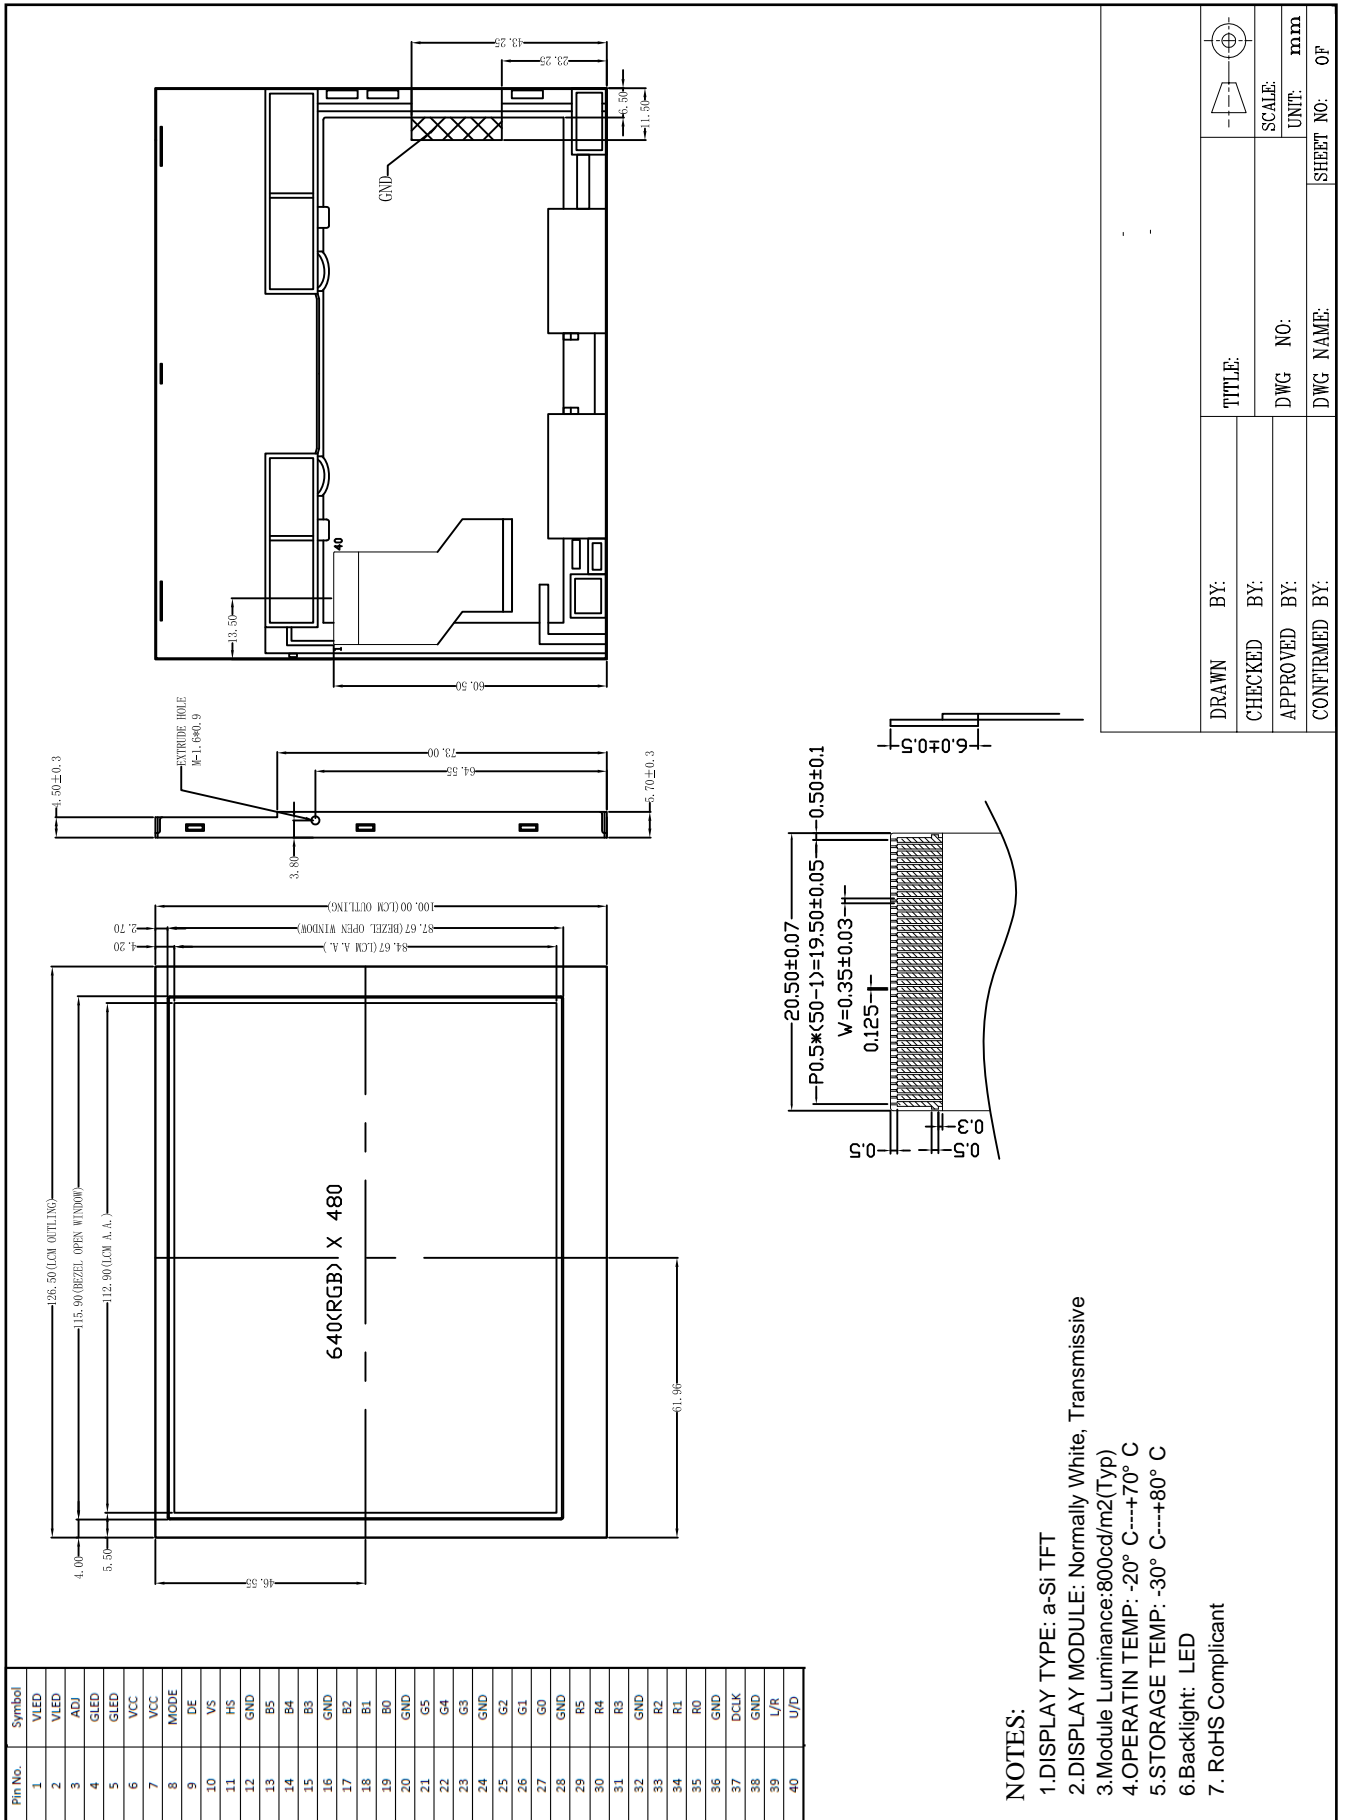 Pin No. Symbol
1 VLED
2 VLED
3 ADJ
4 GLED
5 GLED
6 VCC
7 VCC
8 MODE
9 DE
10 VS
11 HS
12 GND
13 B5
14 B4
15 B3
16 GND
17 B2
18 B1
19 B0
20 GND
21 G5
22 G4
23 G3
24 GND
25 G2
26 G1
27 G0
28 GND
29 R5
30 R4
31 R3
32 GND
33 R2
34 R1
35 R0
36 GND
37 DCLK
38 GND
39 L/R
40 U/D
126.50(LCM OUTLING)
115.90(BEZEL OPEN WINDOW)
112.90(LCM A.A.)
4.00
5.50
46.55
640(RGB) X 480
61.96
2.70
4.20
100.00(LCM OUTLING)
87.67(BEZEL OPEN WINDOW)
84.67(LCM A.A.)
4.50±0.3
3.80
EXTRUDE HOLE
M-1.6*0.9
73.00
64.55
5.70±0.3
13.50
60.50
1
40
GND
43.25
23.25
6.50
11.50
20.50±0.07
P0.5*(50-1)=19.50±0.05
0.50±0.1
W=0.35±0.03
0.125
0.5
0.5
0.3
6.0±0.5
NOTES:
1.DISPLAY TYPE: a-Si TFT
2.DISPLAY MODULE: Normally White, Transmissive
3.Module Luminance:800cd/m2(Typ)
4.OPERATIN TEMP: -20° C---+70° C
5.STORAGE TEMP: -30° C---+80° C
6.Backlight: LED
7. RoHS Complicant
DRAWN BY:
CHECKED BY:
APPROVED BY:
CONFIRMED BY:
TITLE:
DWG NO:
DWG NAME:
SCALE:
UNIT: mm
SHEET NO: OF